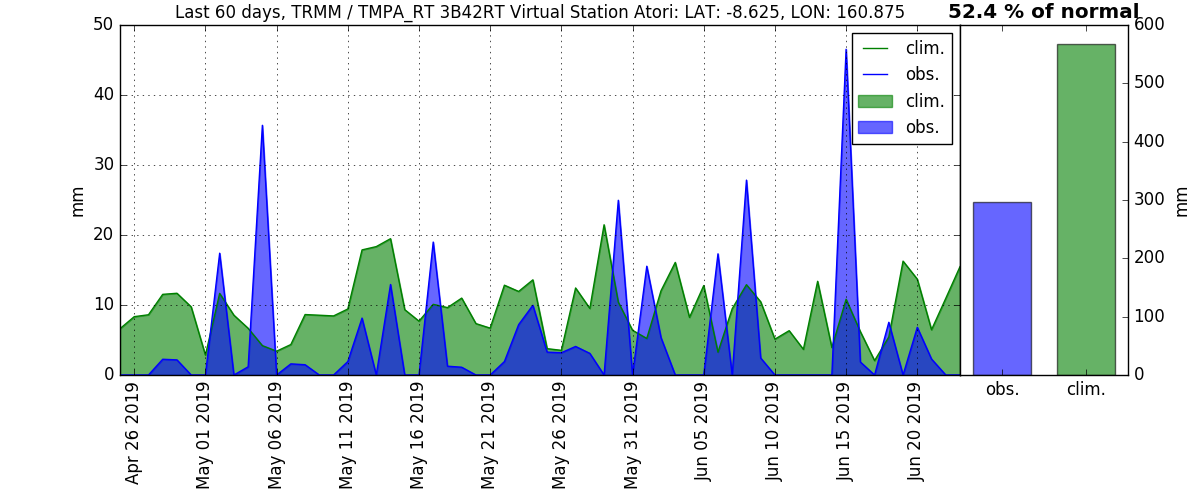 Last 60 days, TRMM / TMPA_RT 3B42RT Virtual Station Atori: LAT: -8.625, LON: 160.875
52.4 % of normal
50
40
30
20
10
0
mm
clim.
obs.
clim.
obs.
600
500
400
300
200
100
0
mm
obs.
clim.
Apr 26 2019
May 01 2019
May 06 2019
May 11 2019
May 16 2019
May 21 2019
May 26 2019
May 31 2019
Jun 05 2019
Jun 10 2019
Jun 15 2019
Jun 20 2019